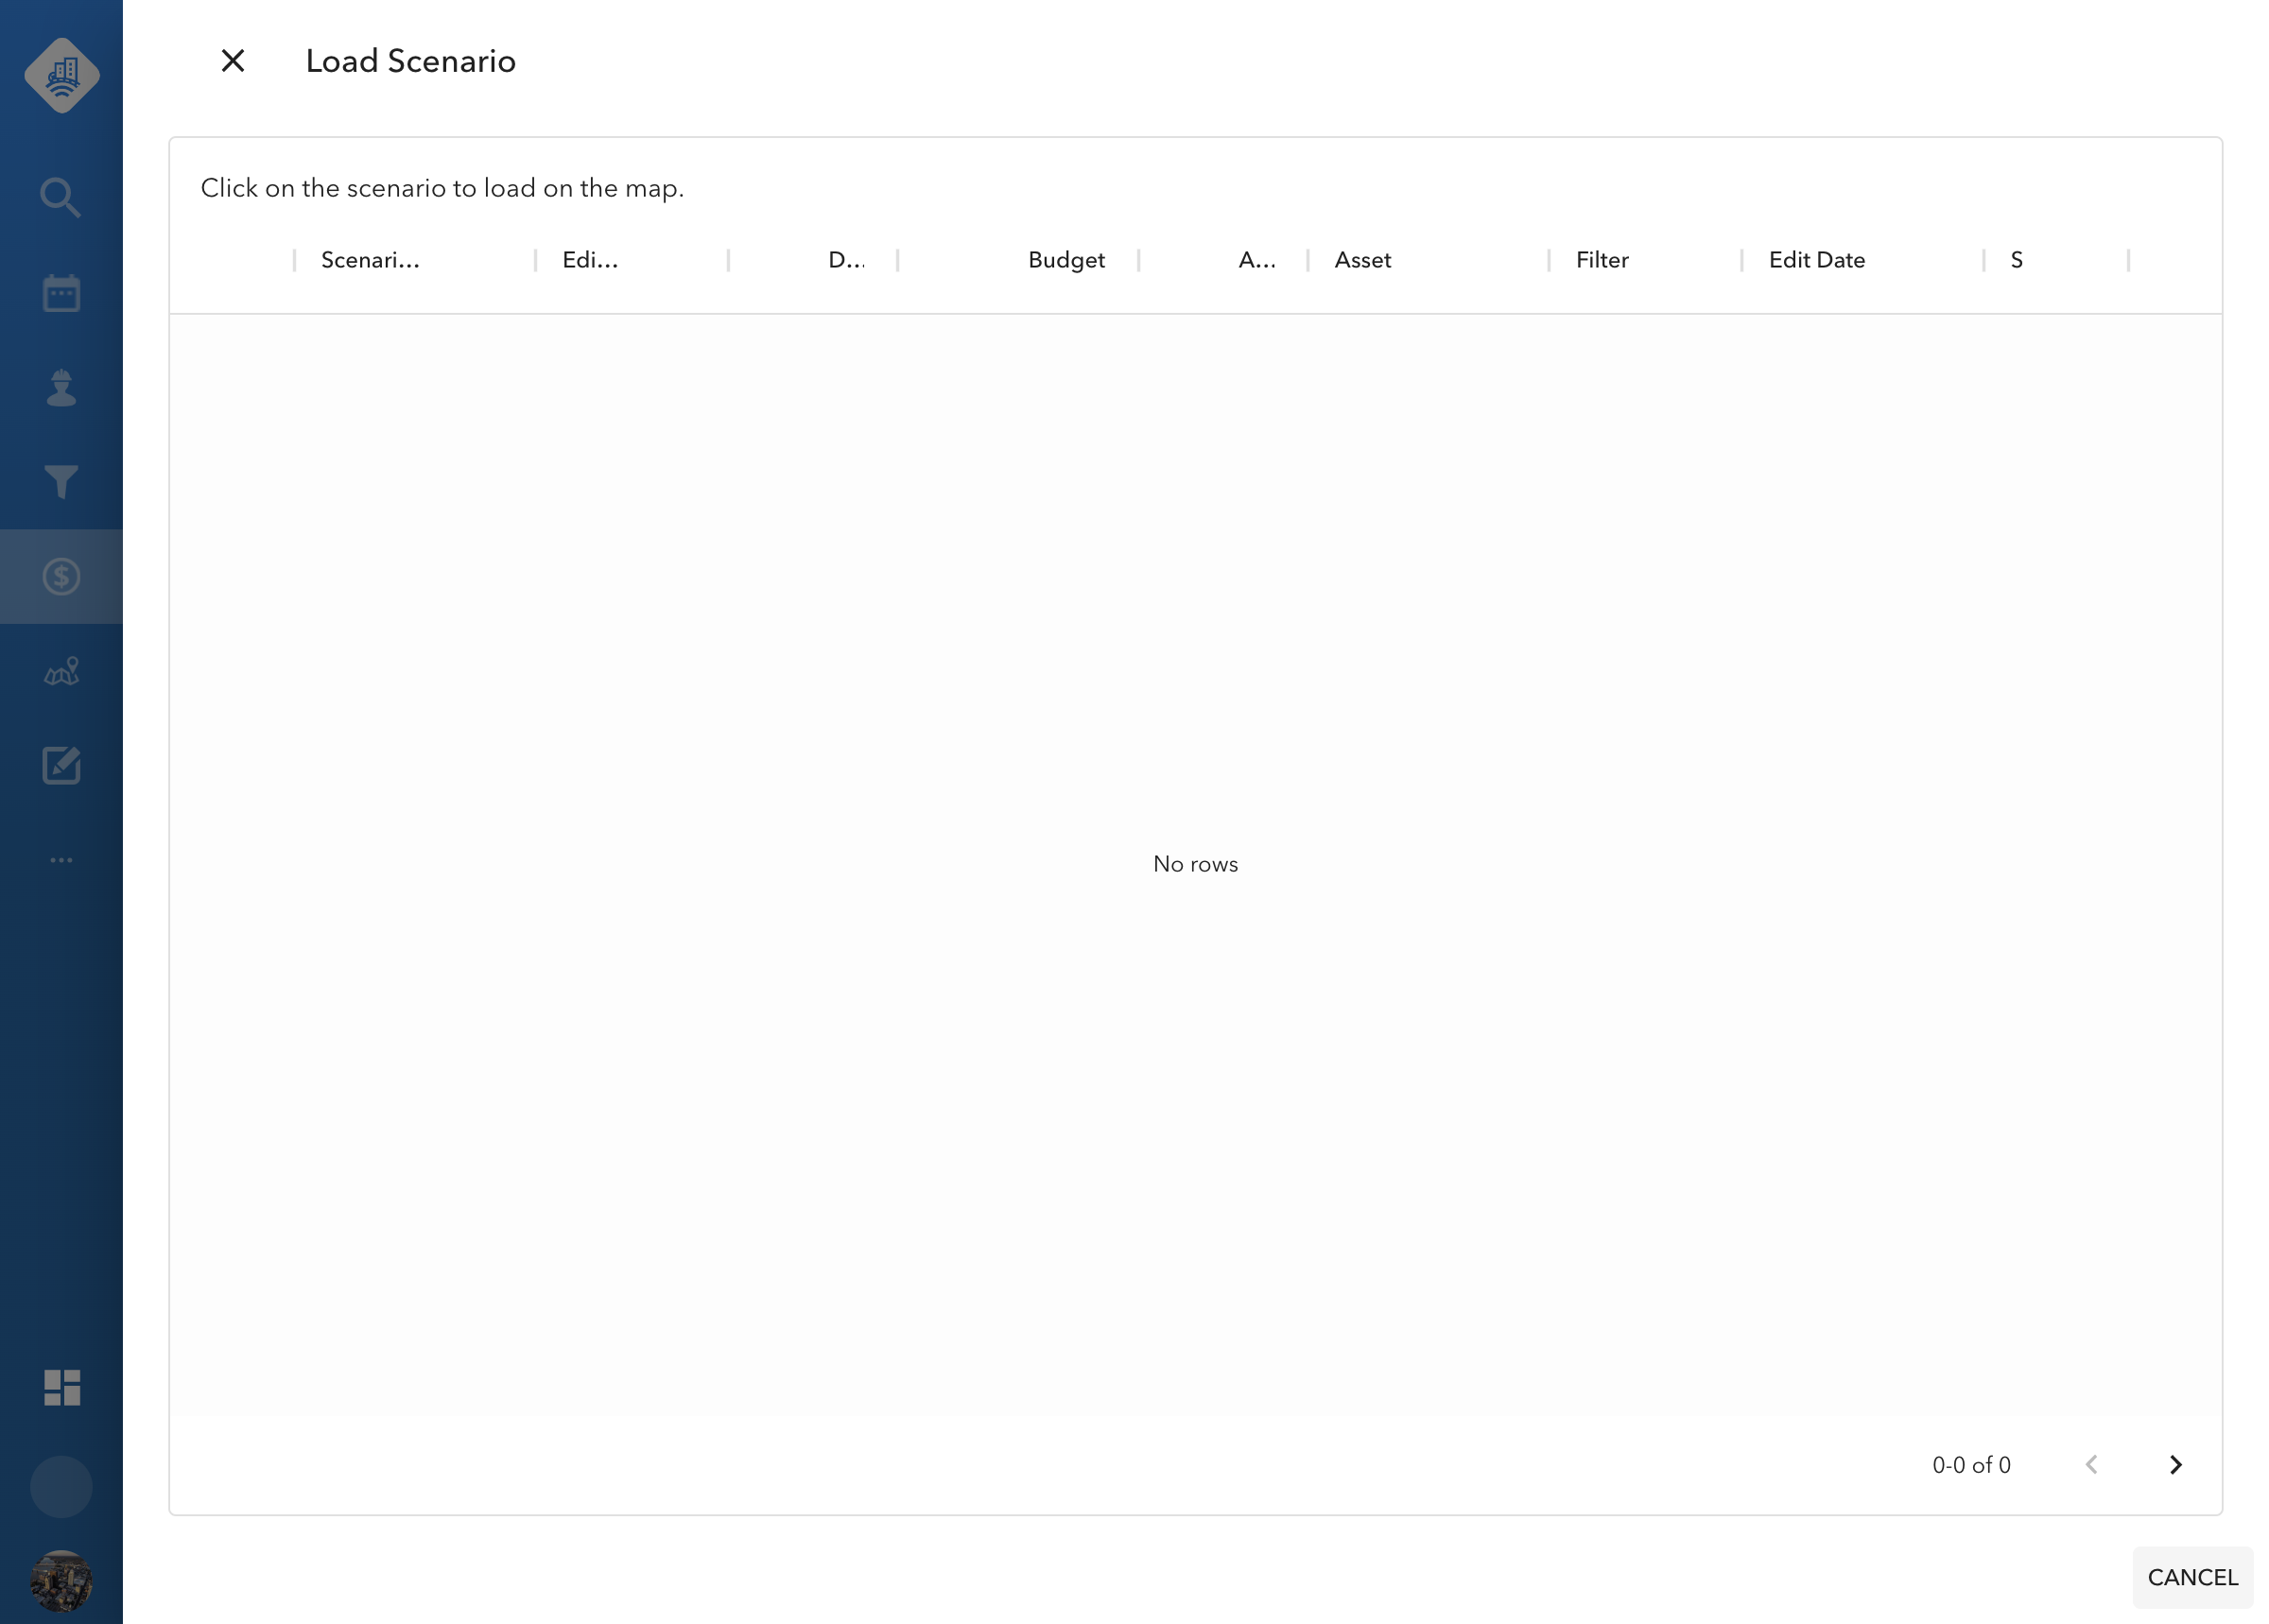 Load Scenario
Click on the scenario to load on the map.
Scenari... Edi... D... Budget A... Asset Filter Edit Date S
No rows
0-0 of 0
CANCEL